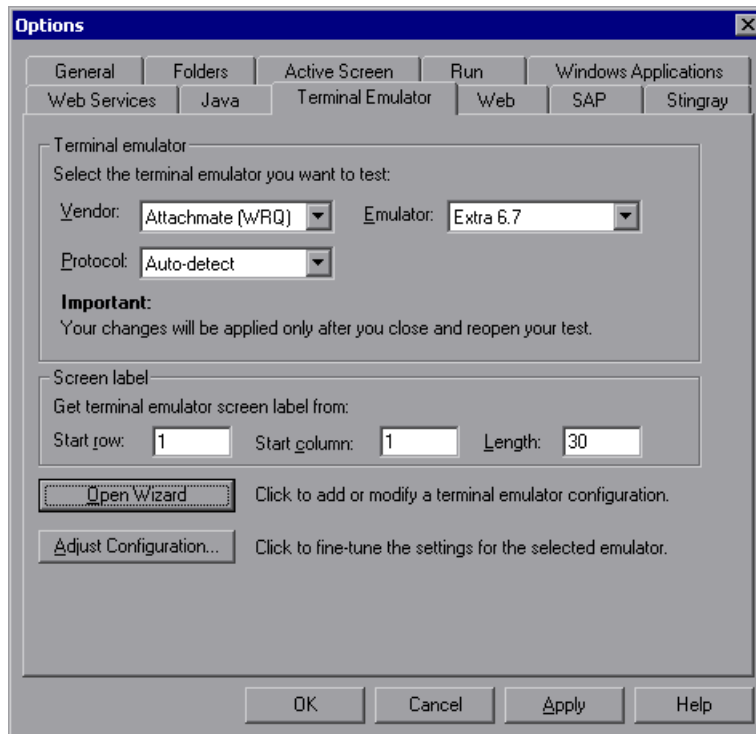 Options
General Folders Active Screen Run Windows Applications
Web Services Java Terminal Emulator Web SAP Stingray
Terminal emulator
Select the terminal emulator you want to test:
Vendor: Attachmate (WRQ) Emulator: Extra 6.7
Protocol: Auto-detect
Important:
Your changes will be applied only after you close and reopen your test.
Screen label
Get terminal emulator screen label from:
Start row: 1 Start column: 1 Length: 30
Open Wizard Click to add or modify a terminal emulator configuration.
Adjust Configuration... Click to fine-tune the settings for the selected emulator.
OK Cancel Apply Help